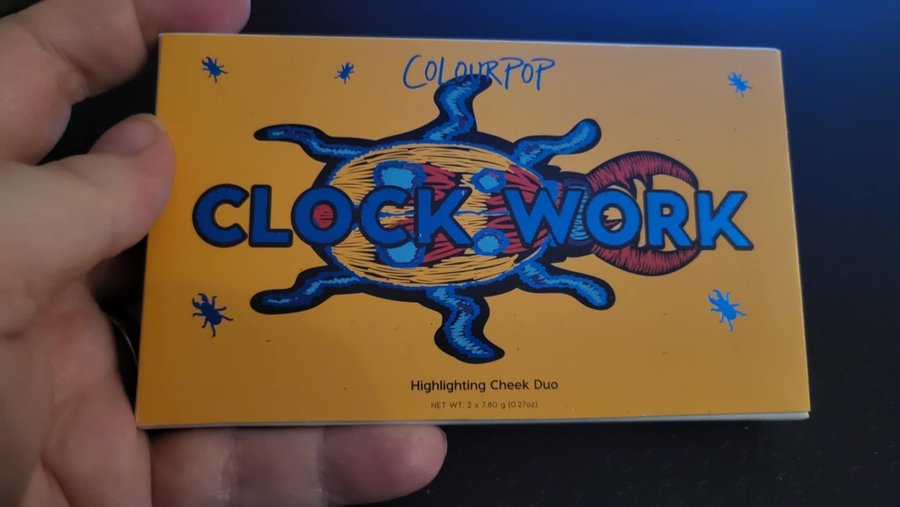 COLOURPOP
CLOCK WORK
Highlighting Cheek Duo
NET WT. 2 x 7.80 g (0.27oz)